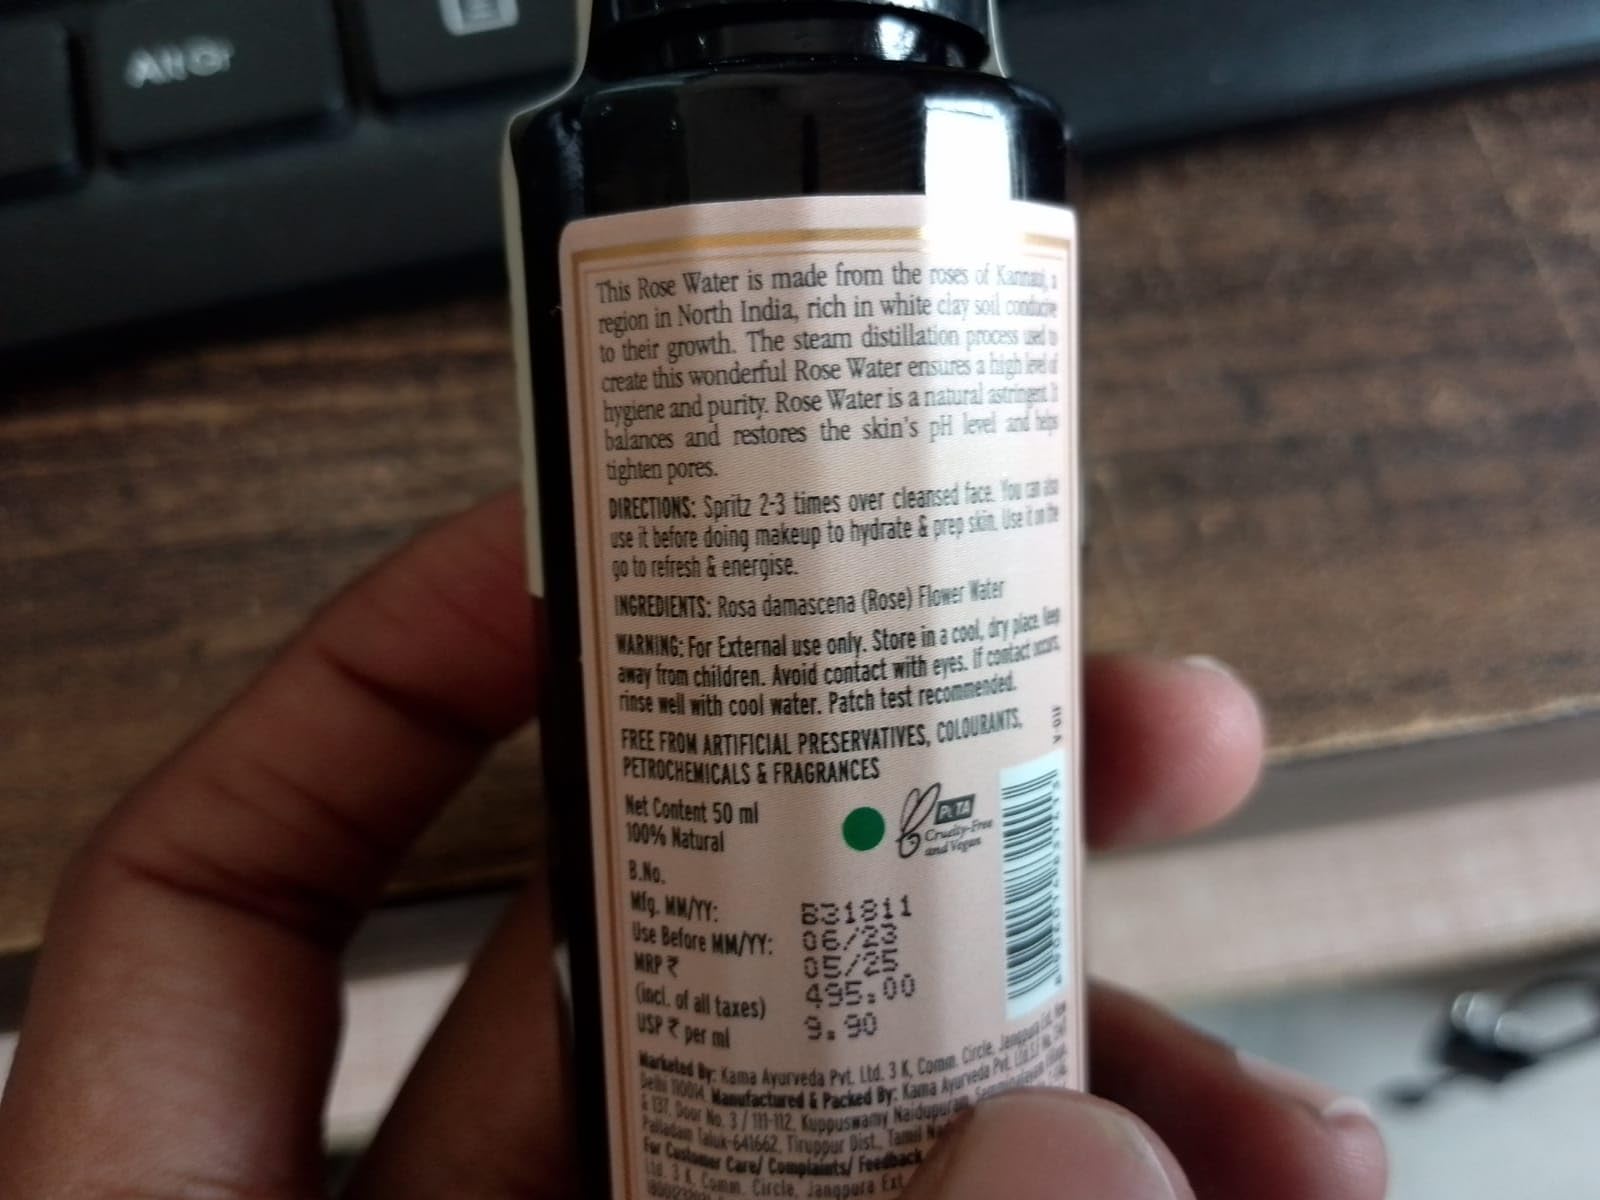 Alt Gr
This Rose Water is made from the roses of Kannauj, a
region in North India, rich in white clay soil conducive
to their growth. The steam distillation process used to
create this wonderful Rose Water ensures a high level of
hygiene and purity. Rose Water is a natural astringent. It
balances and restores the skin's pH level and helps
tighten pores.
DIRECTIONS: Spritz 2-3 times over cleansed face. You can also
use it before doing makeup to hydrate & prep skin. Use it on the
go to refresh & energise.
INGREDIENTS: Rosa damascena (Rose) Flower Water
WARNING: For External use only. Store in a cool, dry place. Keep
away from children. Avoid contact with eyes. If contact occurs,
rinse well with cool water. Patch test recommended.
FREE FROM ARTIFICIAL PRESERVATIVES, COLOURANTS,
PETROCHEMICALS & FRAGRANCES
Net Content 50 ml
100% Natural
PETA
Cruelty-Free
and Vegan
B.No. B31811
Mfg. MM/YY: 06/23
Use Before MM/YY: 05/25
MRP ₹ 495.00
(incl. of all taxes)
USP ₹ per ml 9.90
Marketed By: Kama Ayurveda Pvt. Ltd. 3 K, Comm. Circle, Jangpura Ext. New
Delhi 110014. Manufactured & Packed By: Kama Ayurveda Pvt. Ltd.
& 137, Door No. 3 / 111-112, Kuppuswamy Naidupuram,
Palladam Taluk-641662, Tiruppur Dist., Tamil
For Customer Care/ Complaints/ Feedback
Ltd. 3 K, Comm. Circle, Jangpura Ext.